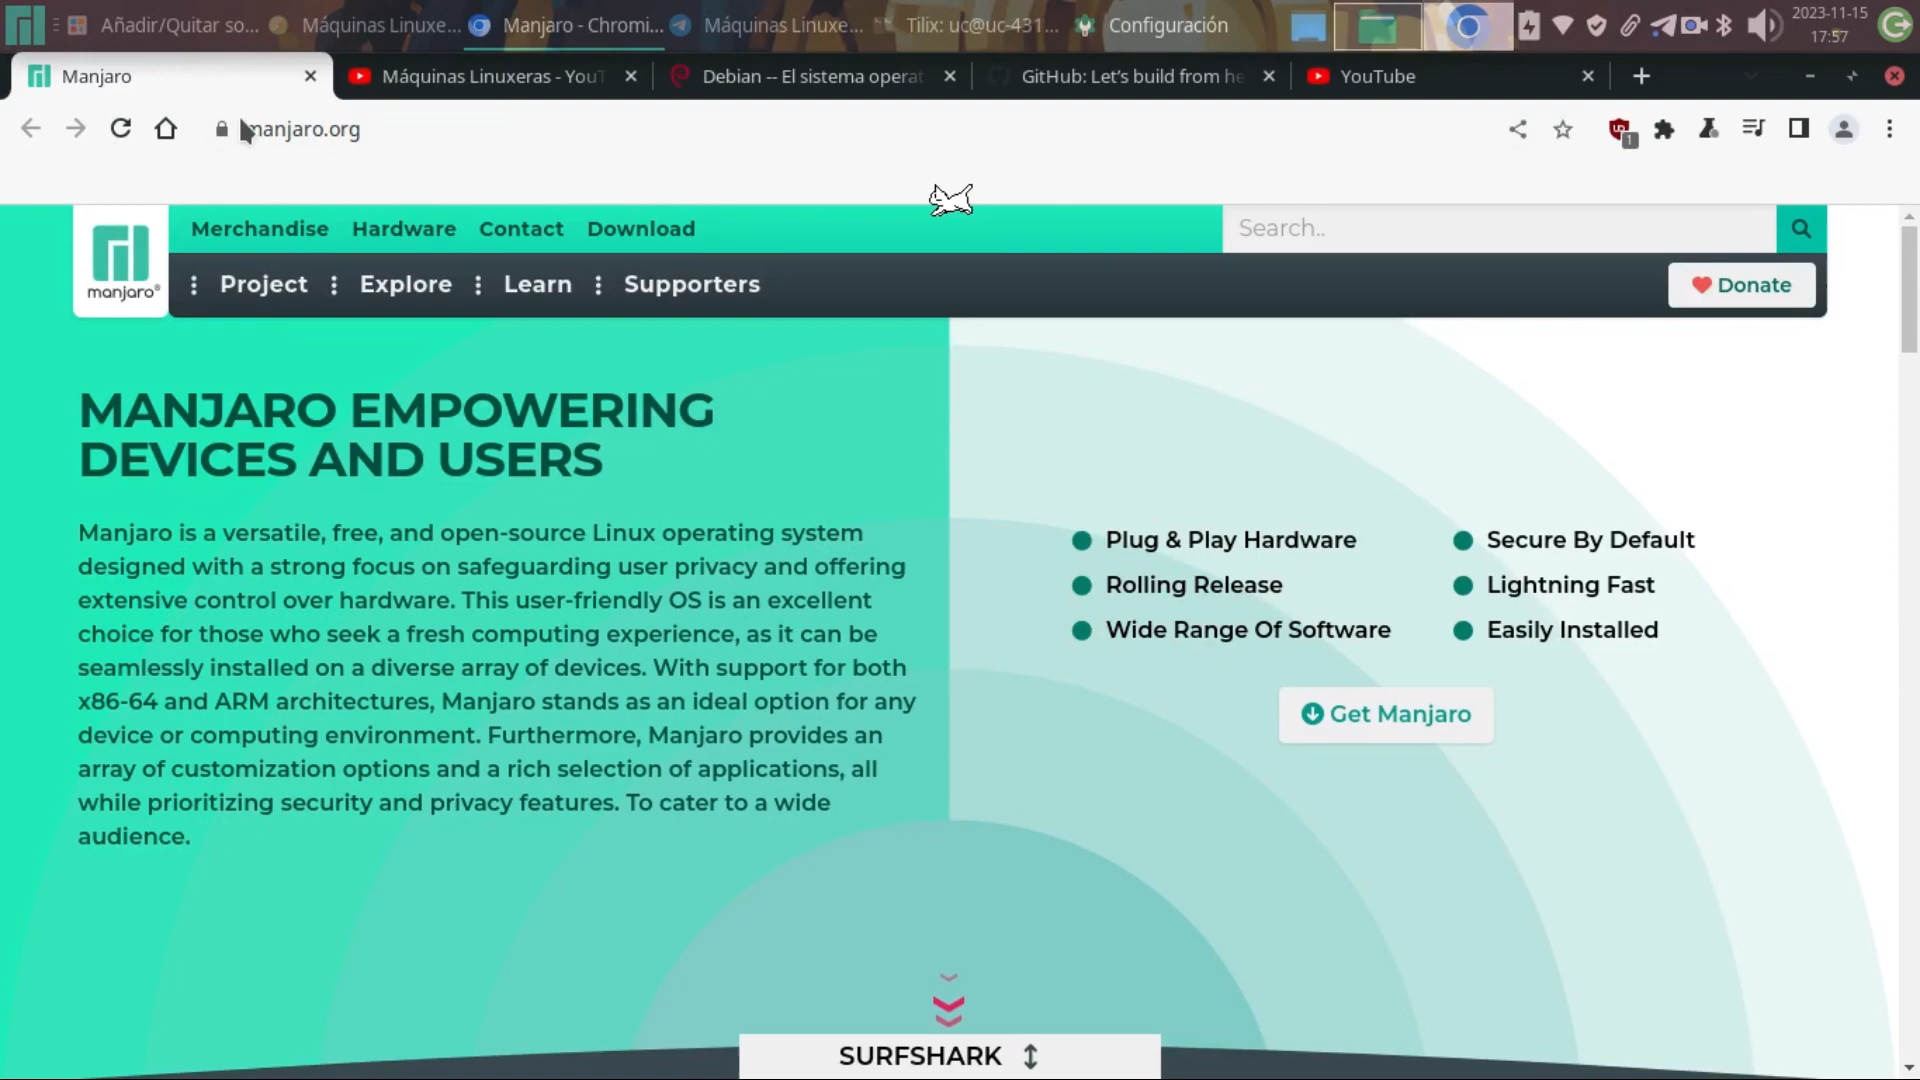 Añadir/Quitar so...
Máquinas Linuxe...
Manjaro - Chromi...
Máquinas Linuxe...
Tilix: uc@uc-431...
Configuración
2023-11-15
17:57
Manjaro
Máquinas Linuxeras - YouT
Debian -- El sistema operat
GitHub: Let's build from he
YouTube
manjaro.org
1
Merchandise
Hardware
Contact
Download
Search..
manjaro®
Project
Explore
Learn
Supporters
Donate
MANJARO EMPOWERING
DEVICES AND USERS
Manjaro is a versatile, free, and open-source Linux operating system
designed with a strong focus on safeguarding user privacy and offering
extensive control over hardware. This user-friendly OS is an excellent
choice for those who seek a fresh computing experience, as it can be
seamlessly installed on a diverse array of devices. With support for both
x86-64 and ARM architectures, Manjaro stands as an ideal option for any
device or computing environment. Furthermore, Manjaro provides an
array of customization options and a rich selection of applications, all
while prioritizing security and privacy features. To cater to a wide
audience.
Plug & Play Hardware
Secure By Default
Rolling Release
Lightning Fast
Wide Range Of Software
Easily Installed
Get Manjaro
SURFSHARK